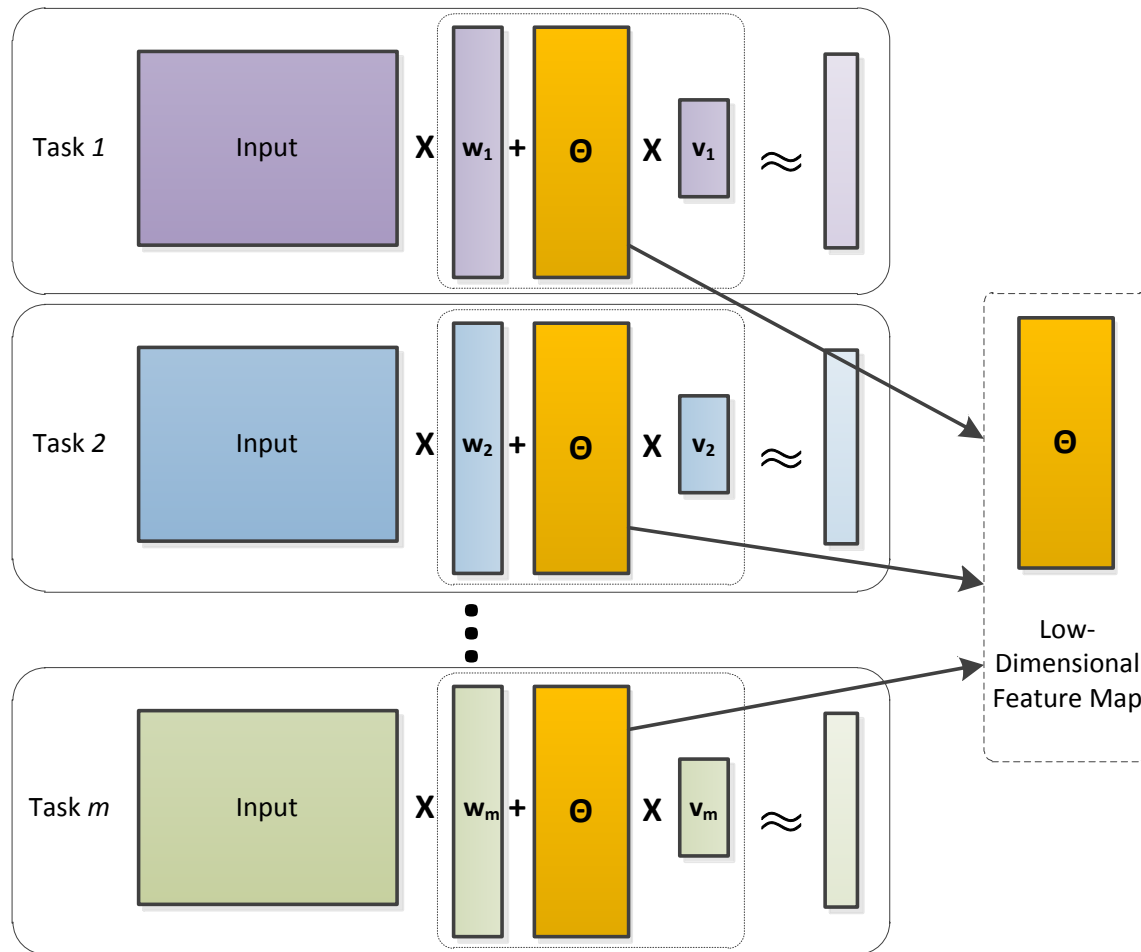 Task 1 Input X w₁ + Θ X v₁ ≈
Task 2 Input X w₂ + Θ X v₂ ≈
Θ
Low-
Dimensional
Feature Map
Task m Input X wₘ + Θ X vₘ ≈